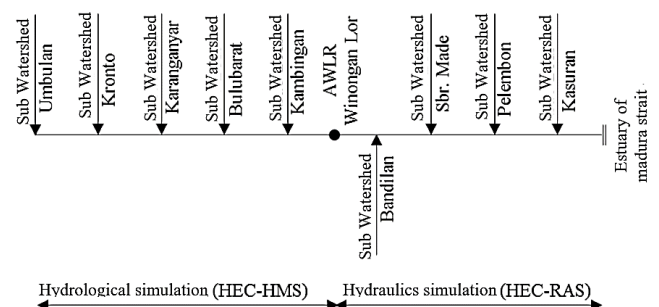 Sub Watershed
Umbulan
Sub Watershed
Kronto
Sub Watershed
Karanganyar
Sub Watershed
Bulubarat
Sub Watershed
Kambingan
AWLR
Winongan Lor
Sub Watershed
Bandilan
Sub Watershed
Sbr. Made
Sub Watershed
Pelembon
Sub Watershed
Kasuran
Estuary of
madura strait
Hydrological simulation (HEC-HMS)
Hydraulics simulation (HEC-RAS)